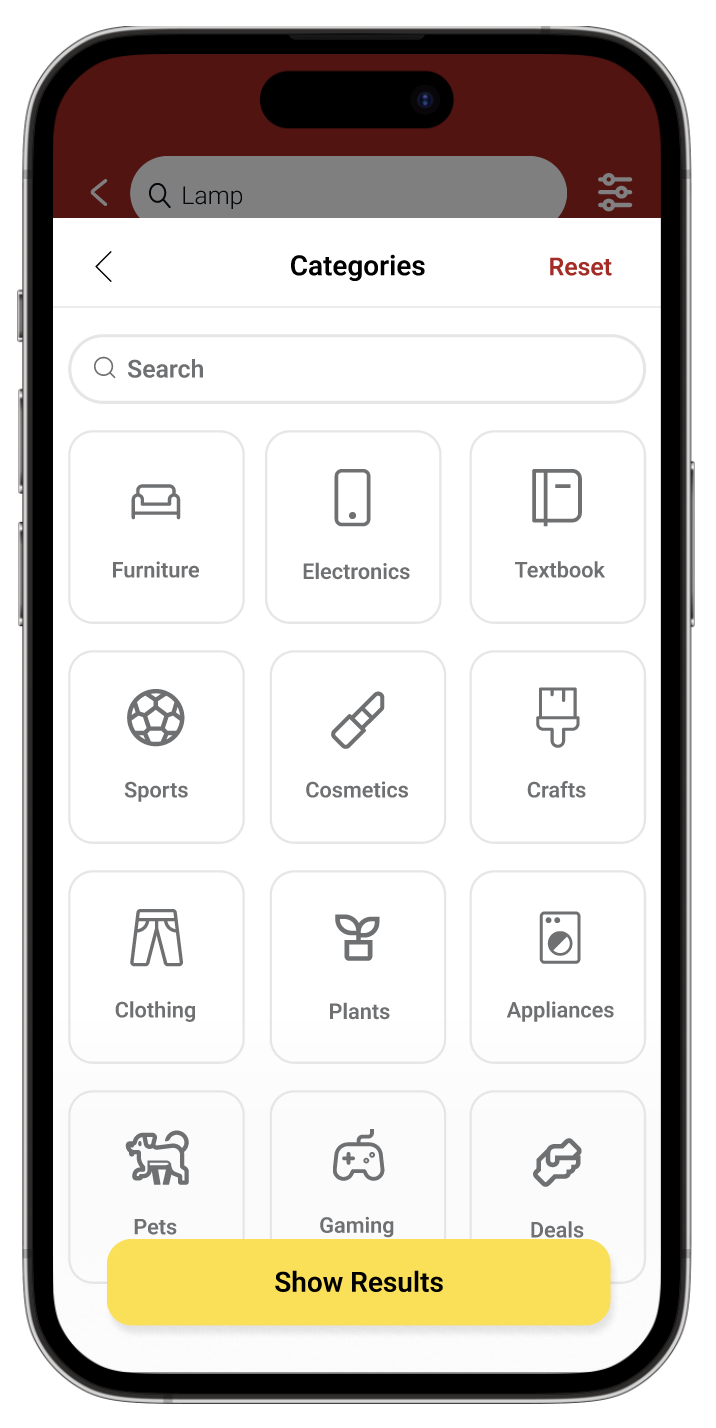 Lamp
Categories
Reset
Search
Furniture
Electronics
Textbook
Sports
Cosmetics
Crafts
Clothing
Plants
Appliances
Pets
Gaming
Deals
Show Results